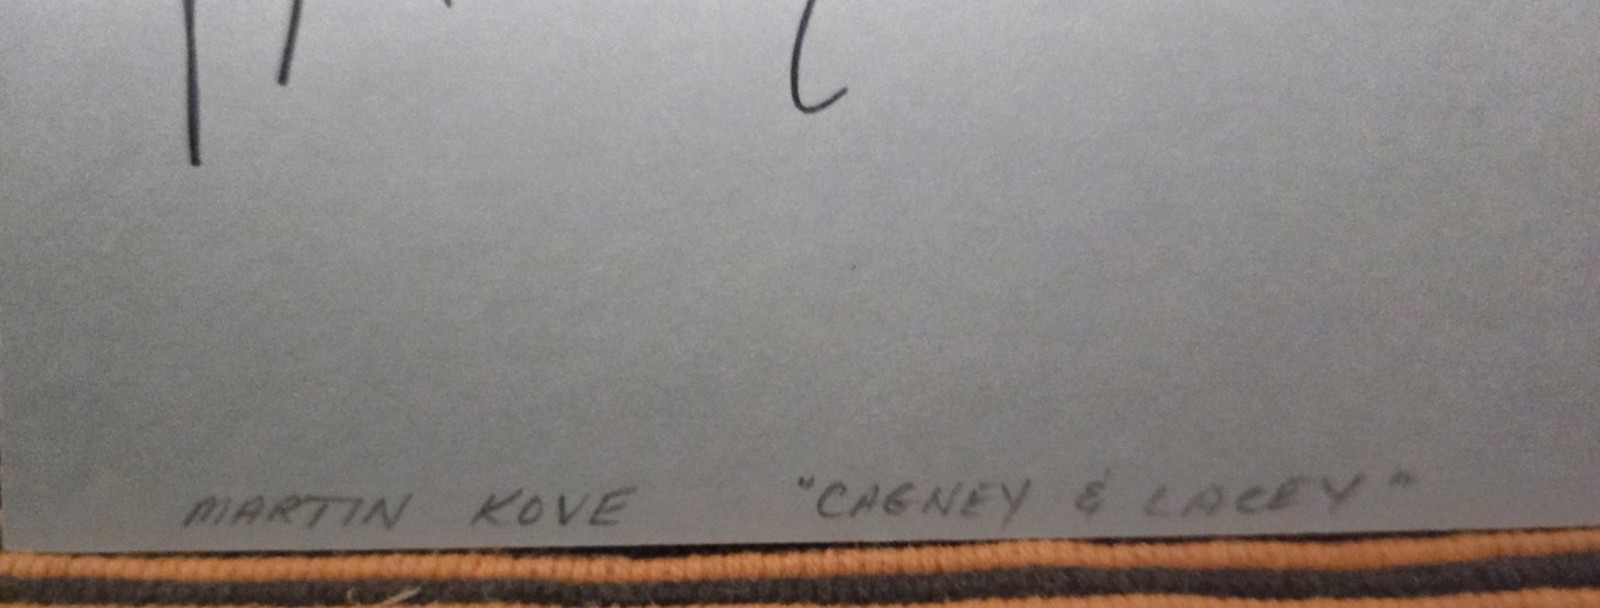 MARTIN KOVE "CAGNEY & LACEY"